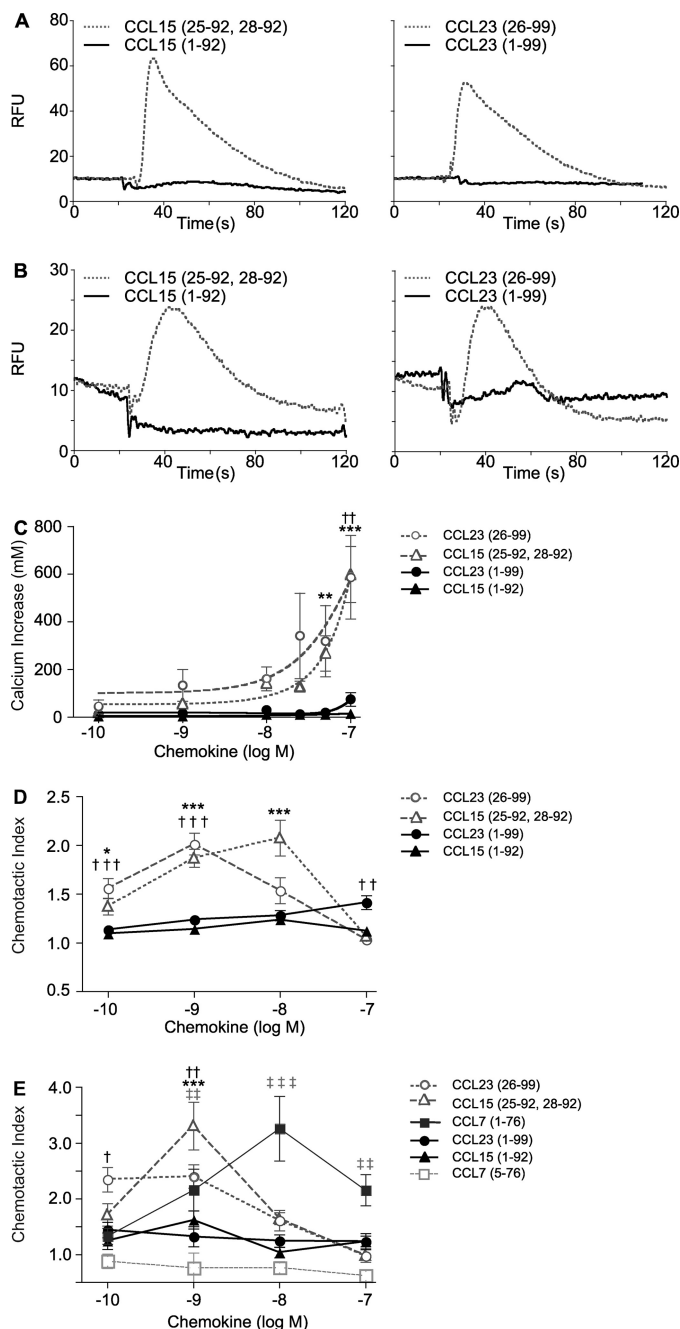 A
CCL15 (25-92, 28-92)
CCL15 (1-92)
CCL23 (26-99)
CCL23 (1-99)
RFU
80
60
40
20
10
0
0 40 80 120
Time (s)
0 40 80 120
Time (s)
B
CCL15 (25-92, 28-92)
CCL15 (1-92)
CCL23 (26-99)
CCL23 (1-99)
RFU
30
20
10
0
0 40 80 120
Time (s)
0 40 80 120
Time (s)
C
Calcium Increase (mM)
800
600
400
200
0
††
***
**
-10 -9 -8 -7
Chemokine (log M)
CCL23 (26-99)
CCL15 (25-92, 28-92)
CCL23 (1-99)
CCL15 (1-92)
D
Chemotactic Index
2.5
2.0
1.5
1.0
0.5
*
†††
***
†††
***
††
-10 -9 -8 -7
Chemokine (log M)
CCL23 (26-99)
CCL15 (25-92, 28-92)
CCL23 (1-99)
CCL15 (1-92)
E
Chemotactic Index
4.0
3.0
2.0
1.0
†
††
***
‡‡
‡‡‡
‡‡
-10 -9 -8 -7
Chemokine (log M)
CCL23 (26-99)
CCL15 (25-92, 28-92)
CCL7 (1-76)
CCL23 (1-99)
CCL15 (1-92)
CCL7 (5-76)